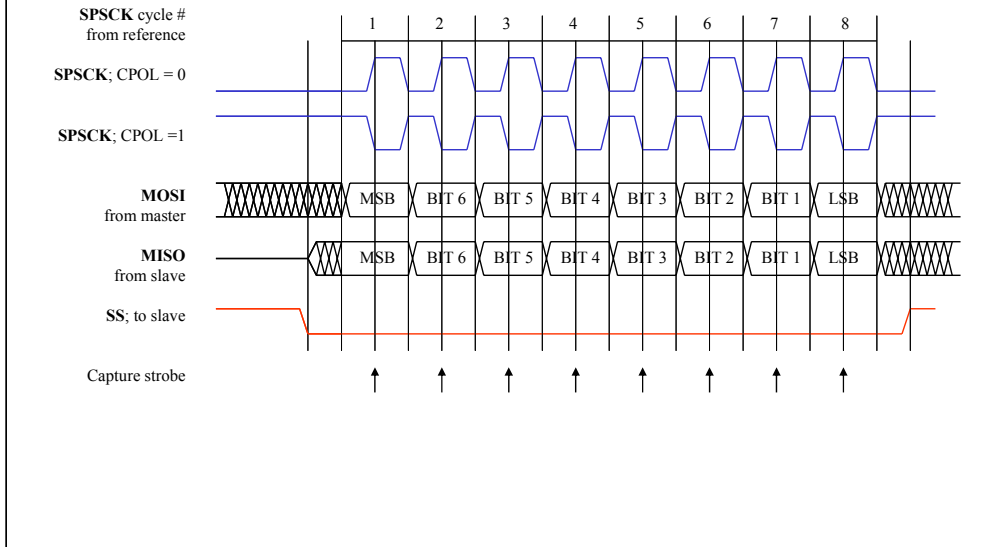 SPSCK cycle #
from reference
1 2 3 4 5 6 7 8
SPSCK; CPOL = 0
SPSCK; CPOL =1
MOSI
from master
MSB BIT 6 BIT 5 BIT 4 BIT 3 BIT 2 BIT 1 LSB
MISO
from slave
MSB BIT 6 BIT 5 BIT 4 BIT 3 BIT 2 BIT 1 LSB
SS; to slave
Capture strobe